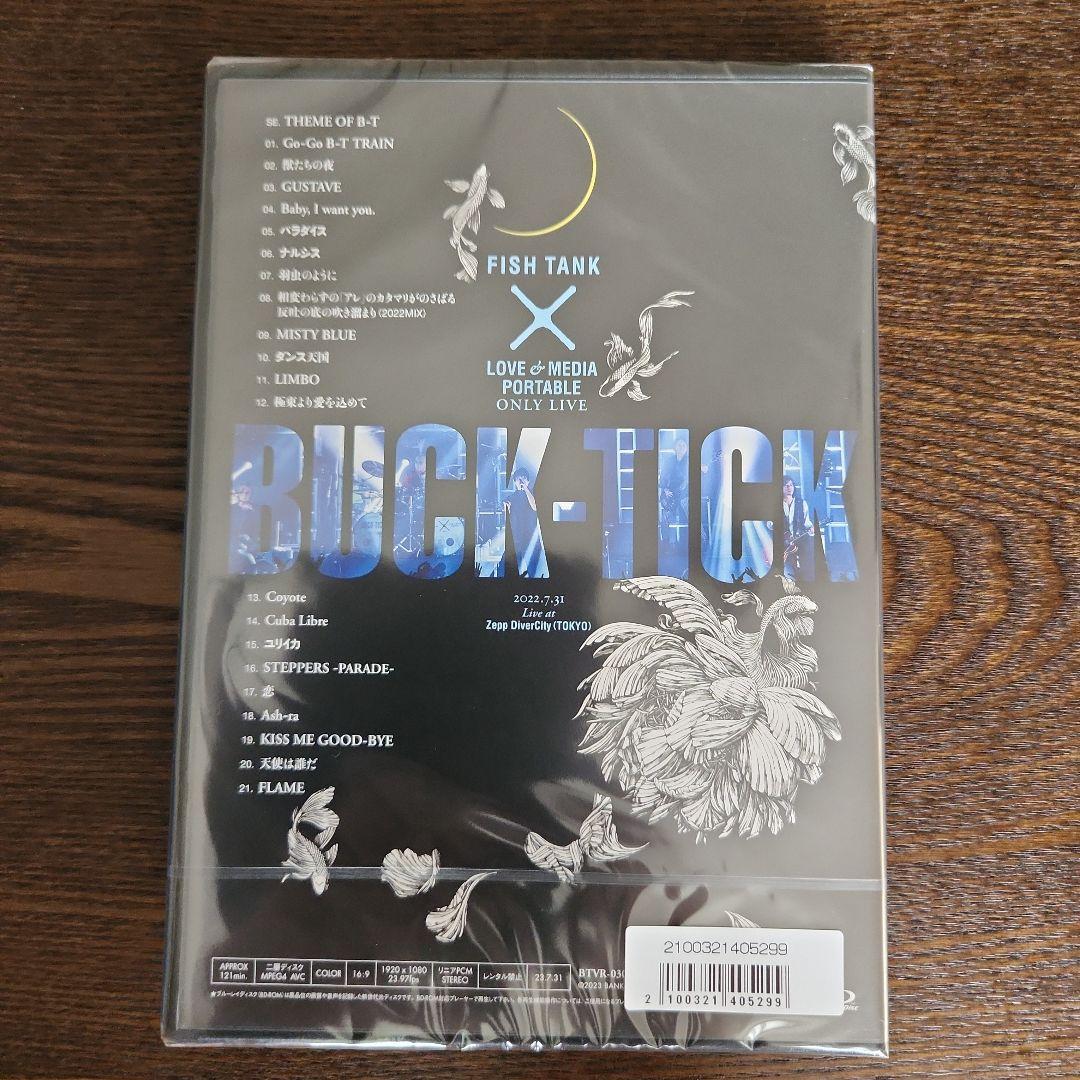 SE. THEME OF B-T
01. Go-Go B-T TRAIN
02. 獣たちの夜
03. GUSTAVE
04. Baby, I want you.
05. パラダイス
06. ナルシス
07. 羽虫のように
08. 相変わらずの「アレ」のカタマリがのさばる
反吐の底の吹き溜まり(2022MIX)
09. MISTY BLUE
10. ダンス天国
11. LIMBO
12. 極東より愛を込めて
FISH TANK
X
LOVE & MEDIA
PORTABLE
ONLY LIVE
BUCK-TICK
2022.7.31
Live at
Zepp DiverCity(TOKYO)
13. Coyote
14. Cuba Libre
15. ユリイカ
16. STEPPERS -PARADE-
17. 恋
18. Ash-ra
19. KISS ME GOOD-BYE
20. 天使は誰だ
21. FLAME
2100321405299
2 100321 405299
APPROX
121min.
二層ディスク
MPEG4 AVC
COLOR
16:9
1920 x 1080
23.97fps
リニアPCM
STEREO
レンタル禁止
23.7.31
BTVR-030
©2023 BANK